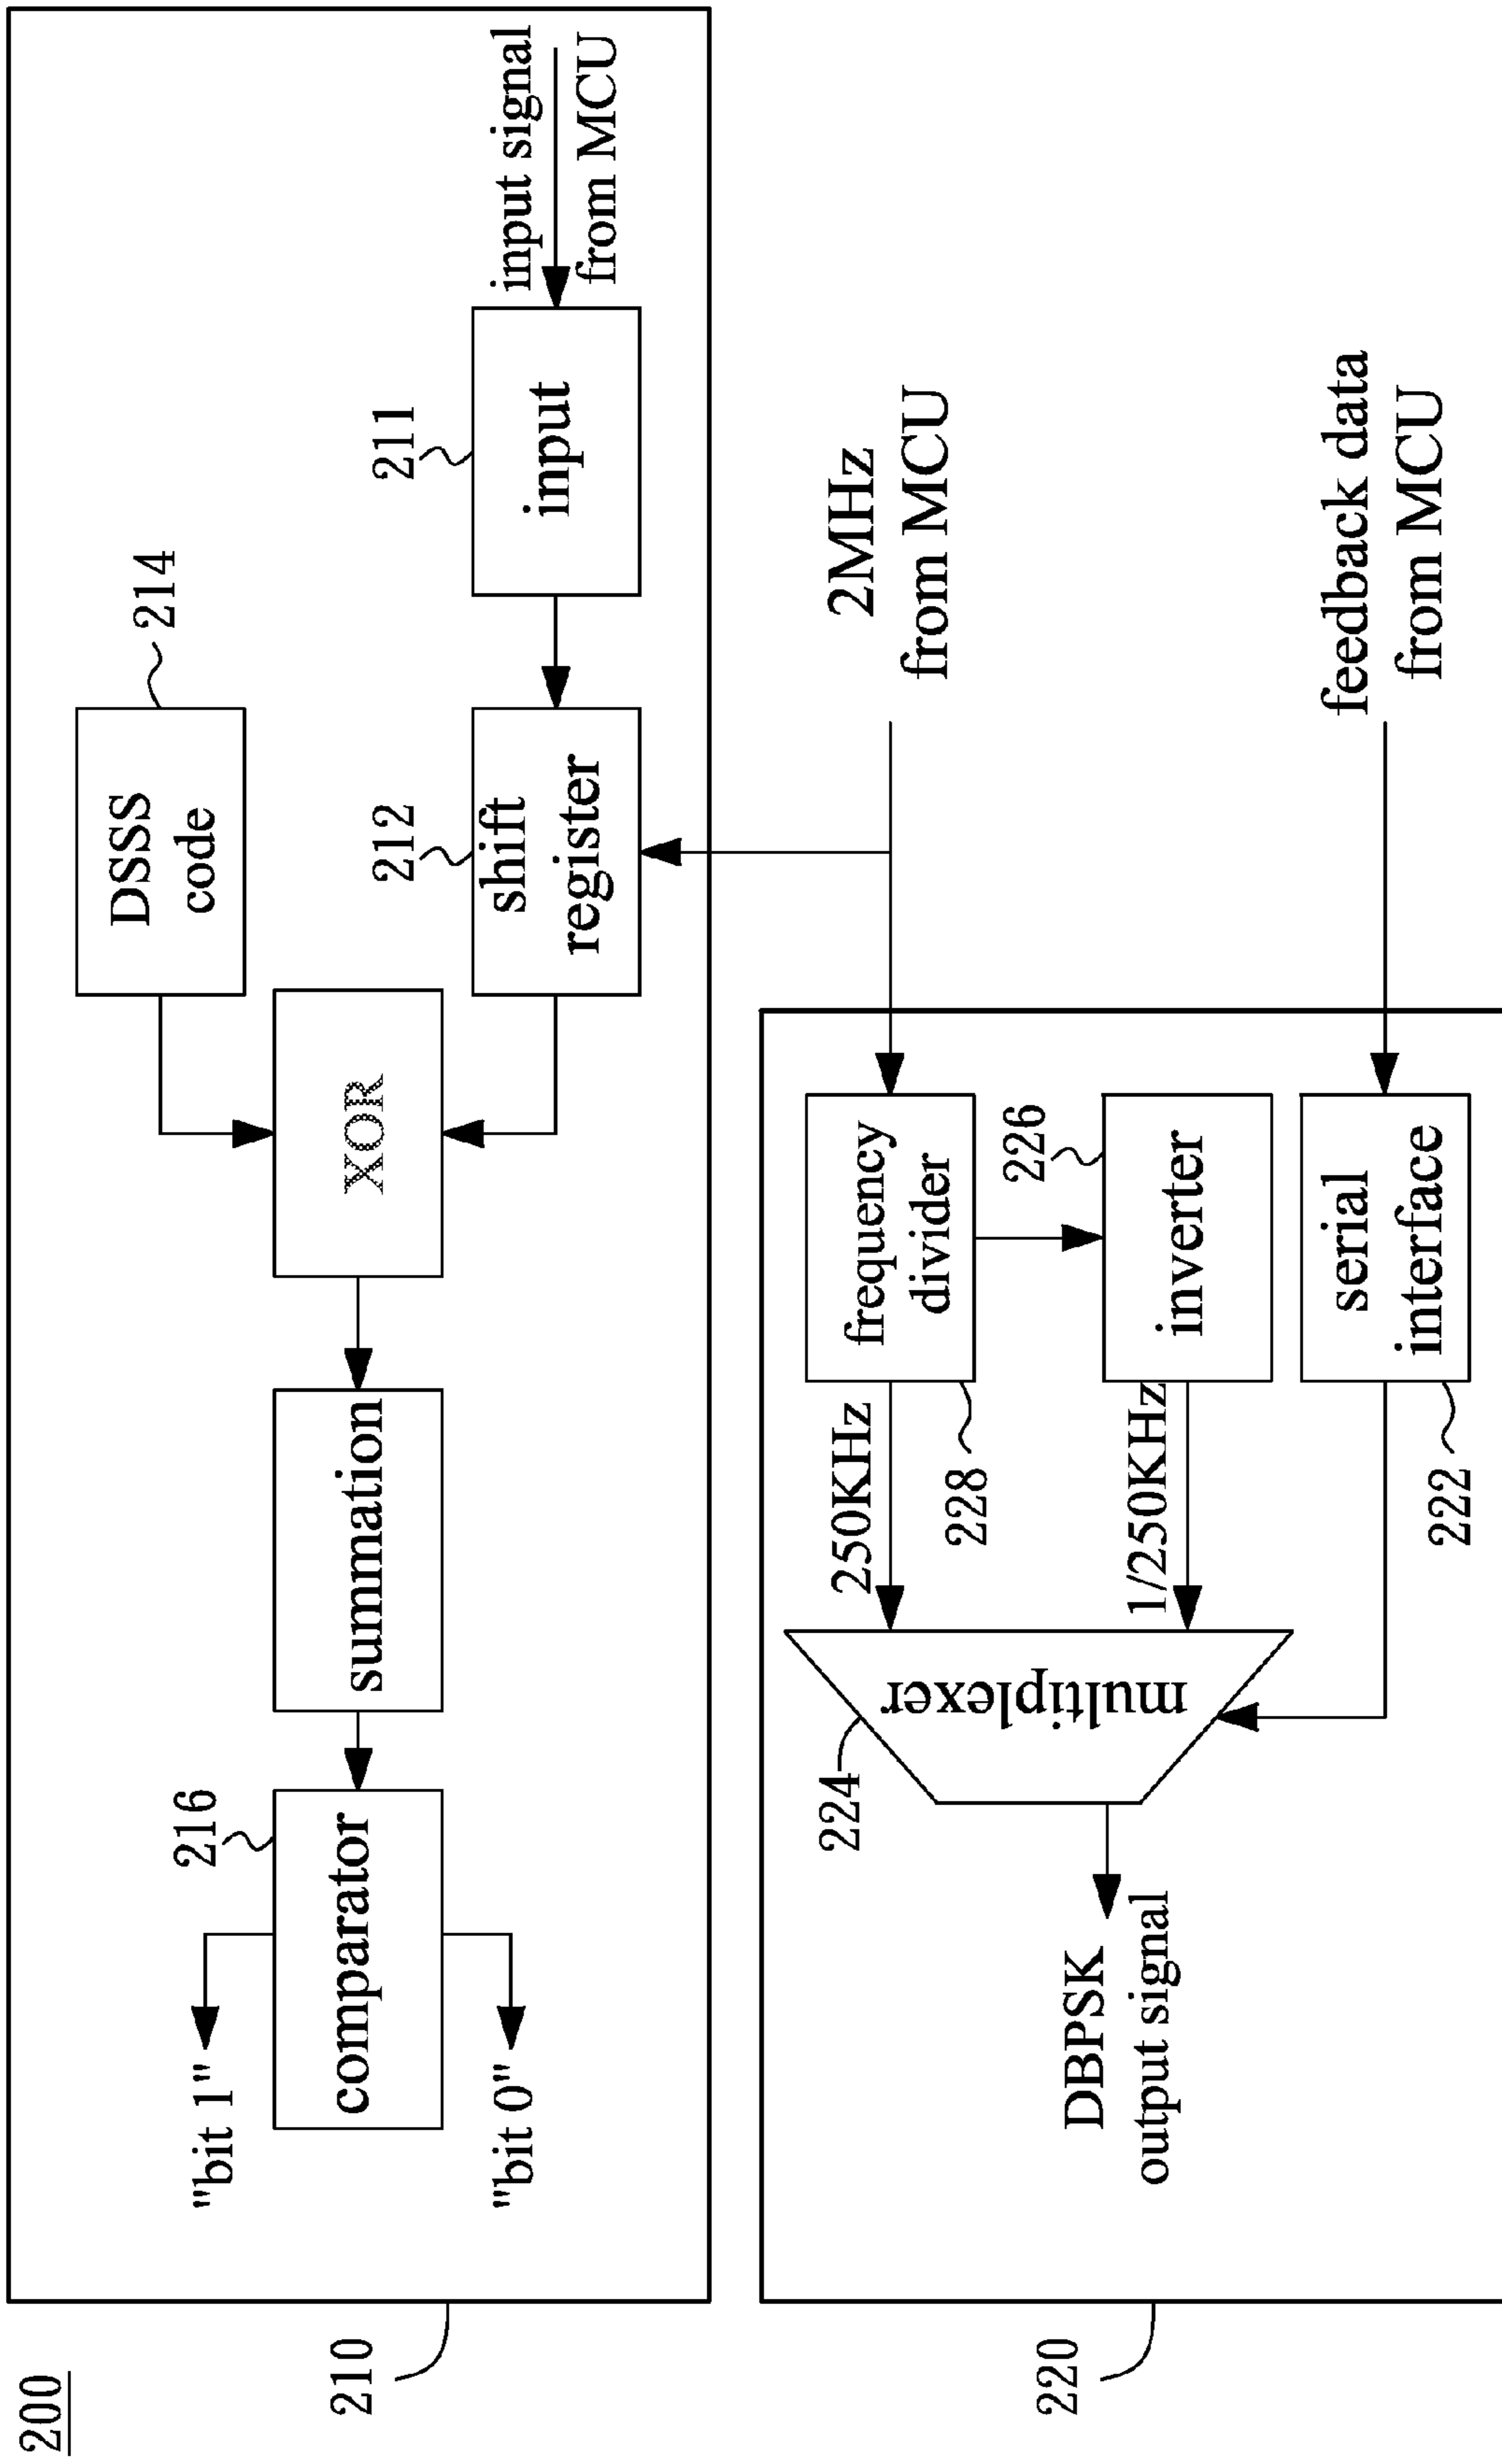 200
210
"bit 1"
"bit 0"
216
comparator
summation
XOR
DSSS
code
214
212
shift
register
211
input
input signal
from MCU
220
DBPSK
output signal
224
multiplexer
250KHz
228
1/250KHz
222
frequency
divider
226
inverter
serial
interface
2MHz
from MCU
feedback data
from MCU